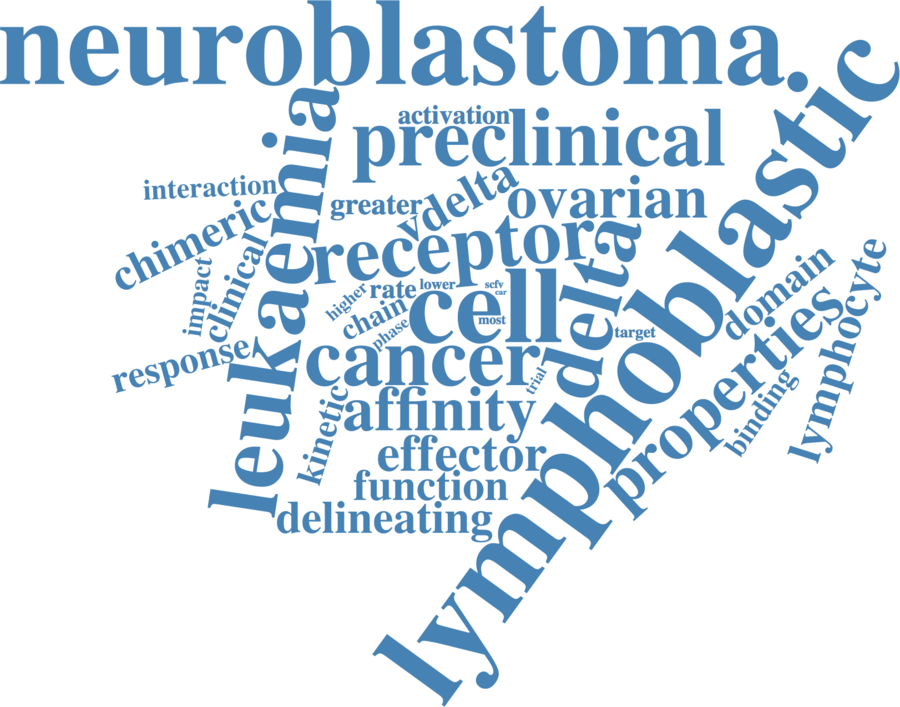 neuroblastoma.
lymphoblastic
leukaemia
activation
preclinical
interaction
greater
vdelta
ovarian
chimeric
receptor
delta
impact
clinical
higher
rate
lower
scfv
car
cell
most
chain
phase
target
domain
lymphocyte
response
cancer
trial
properties
binding
kinetic
affinity
effector
function
delineating